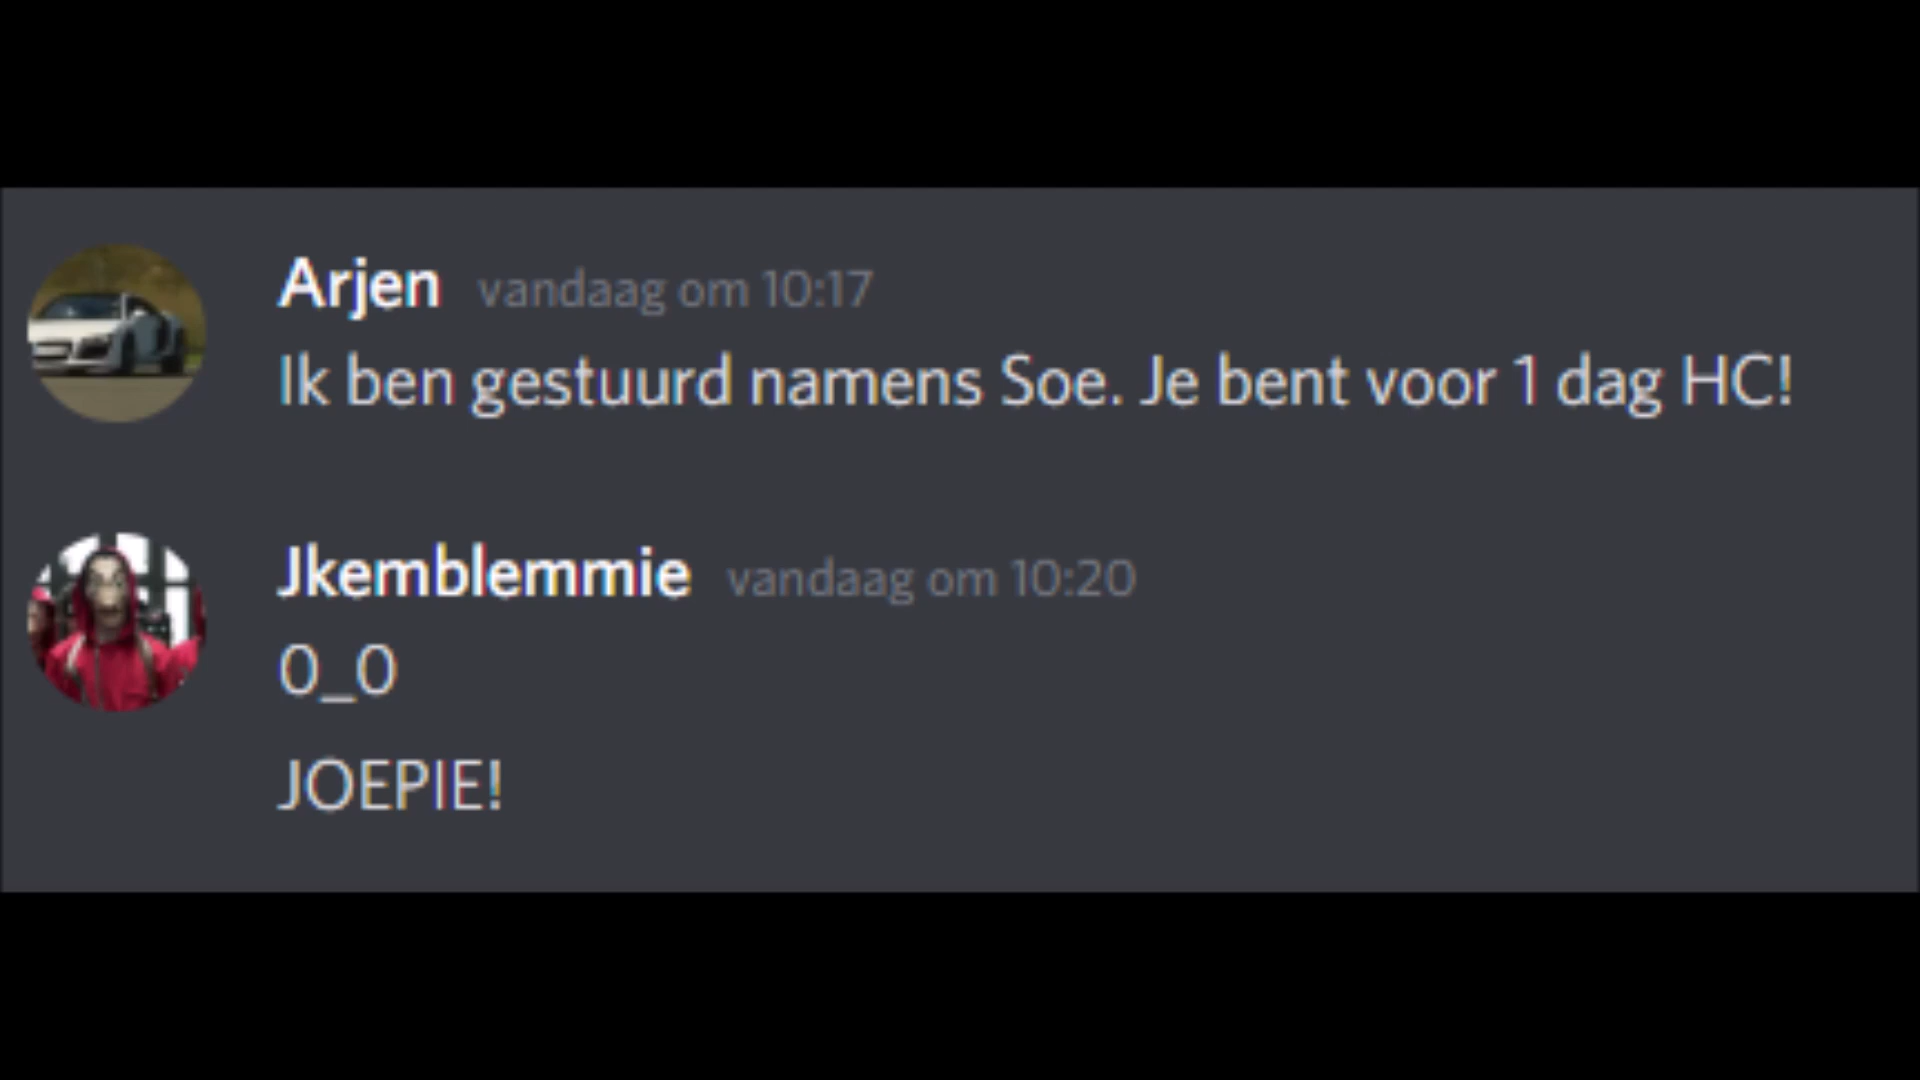 Arjen vandaag om 10:17
Ik ben gestuurd namens Soe. Je bent voor 1 dag HC!
Jkemblemmie vandaag om 10:20
0_0
JOEPIE!